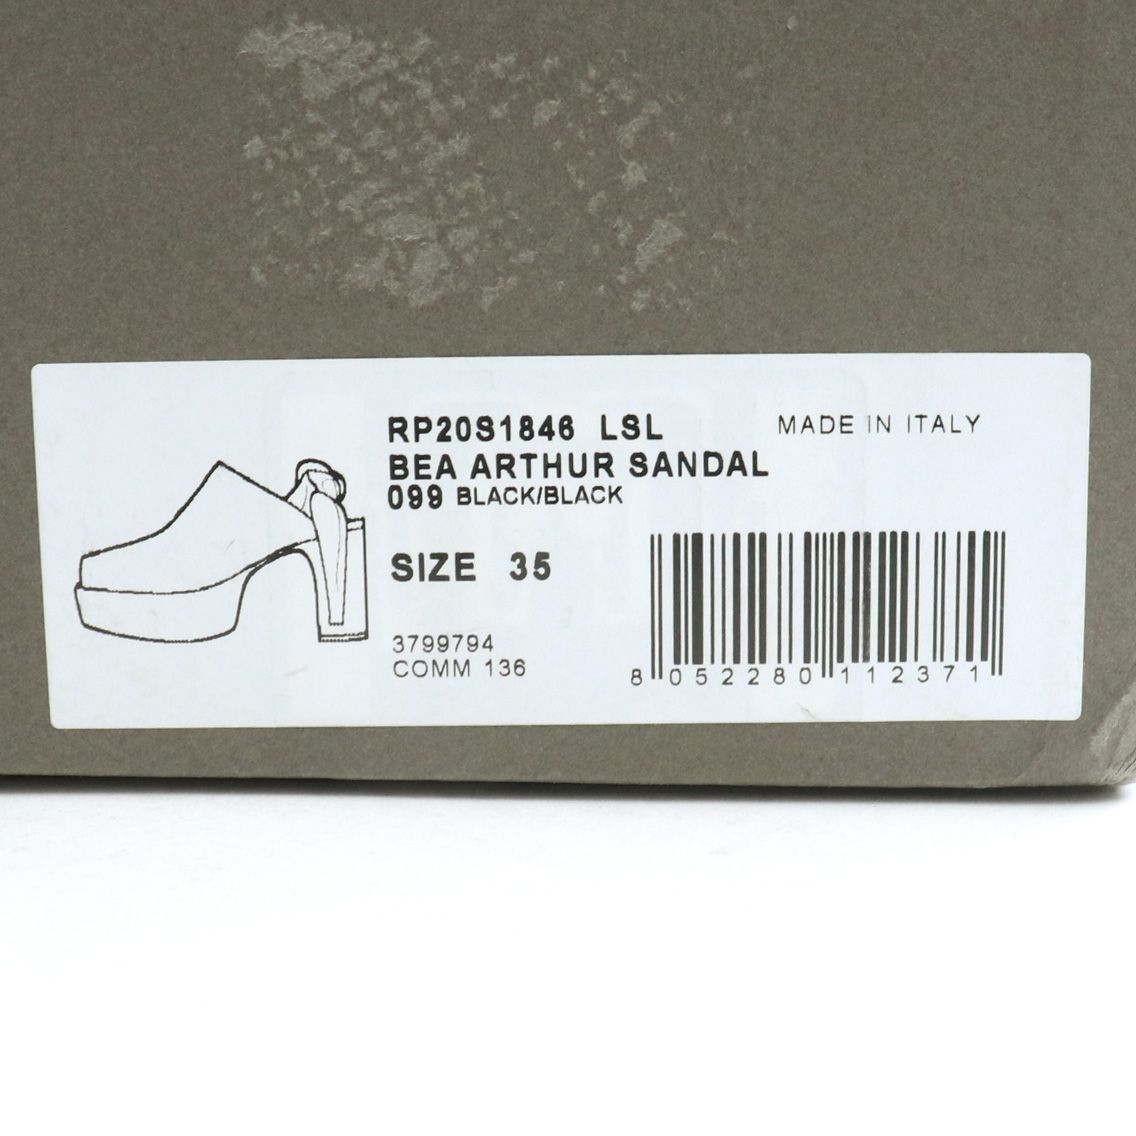 RP20S1846 LSL MADE IN ITALY
BEA ARTHUR SANDAL
099 BLACK/BLACK
SIZE 35
3799794
COMM 136
8 052280 112371